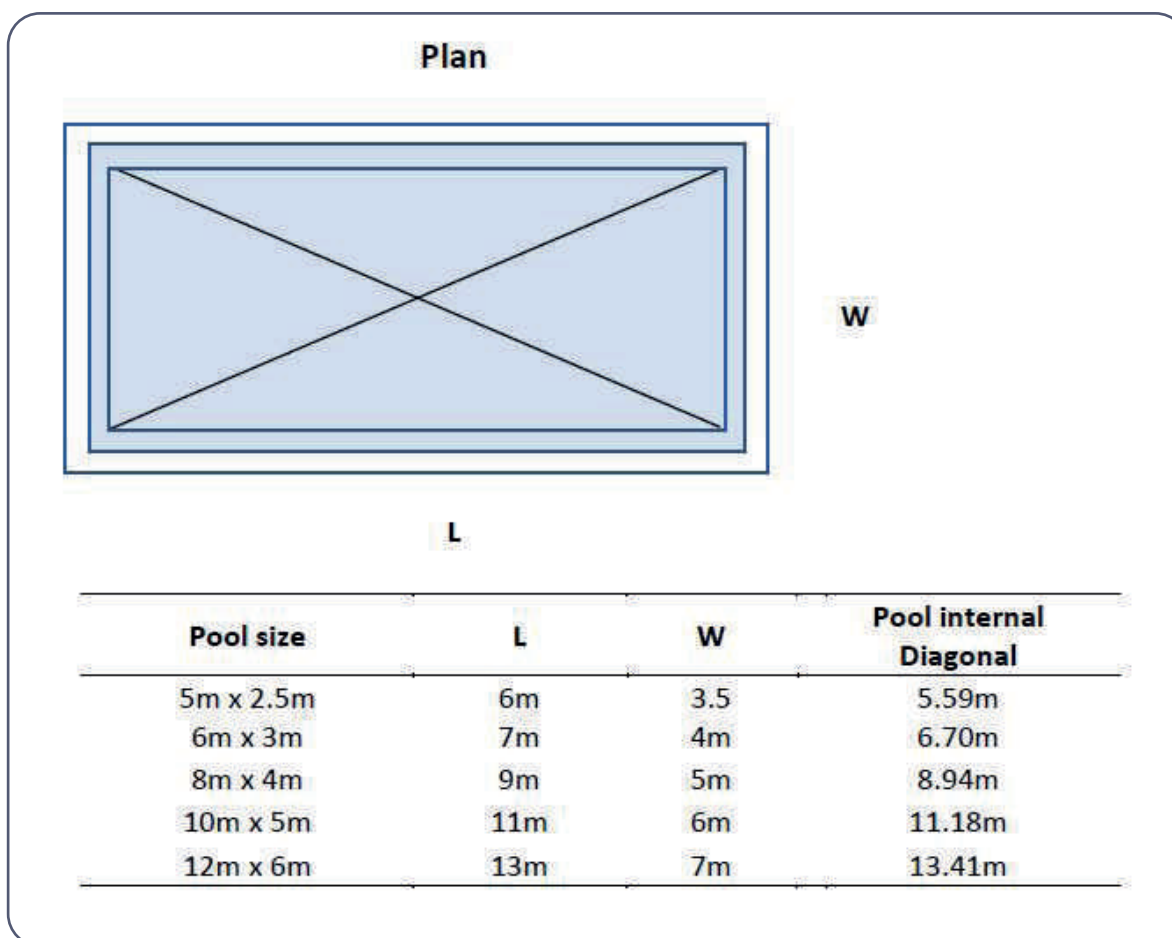 Plan
W
L
Pool size L W Pool internal Diagonal
5m x 2.5m 6m 3.5 5.59m
6m x 3m 7m 4m 6.70m
8m x 4m 9m 5m 8.94m
10m x 5m 11m 6m 11.18m
12m x 6m 13m 7m 13.41m